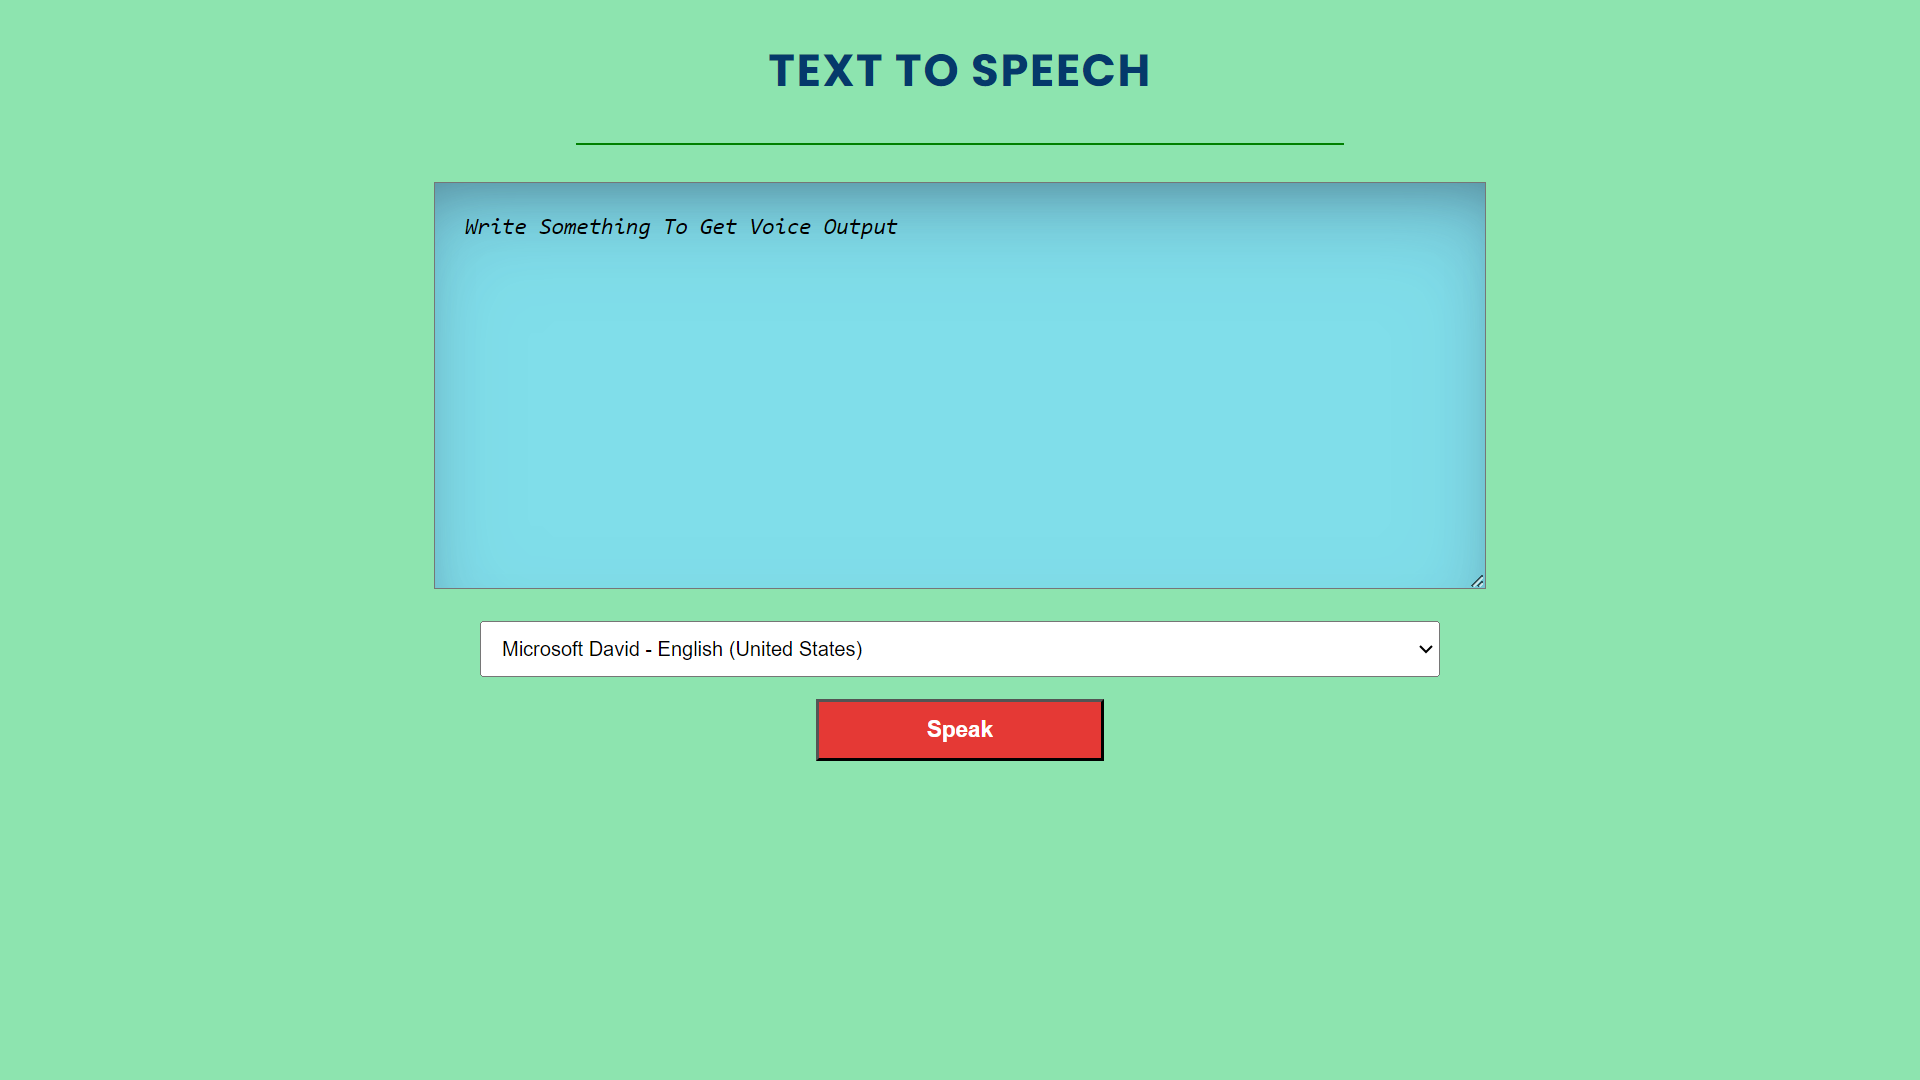 TEXT TO SPEECH
Write Something To Get Voice Output
Microsoft David - English (United States)
Speak